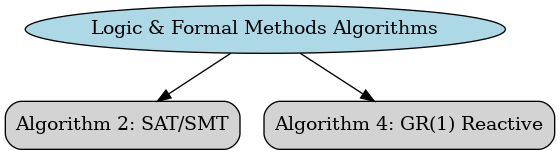 Logic & Formal Methods Algorithms
Algorithm 2: SAT/SMT
Algorithm 4: GR(1) Reactive